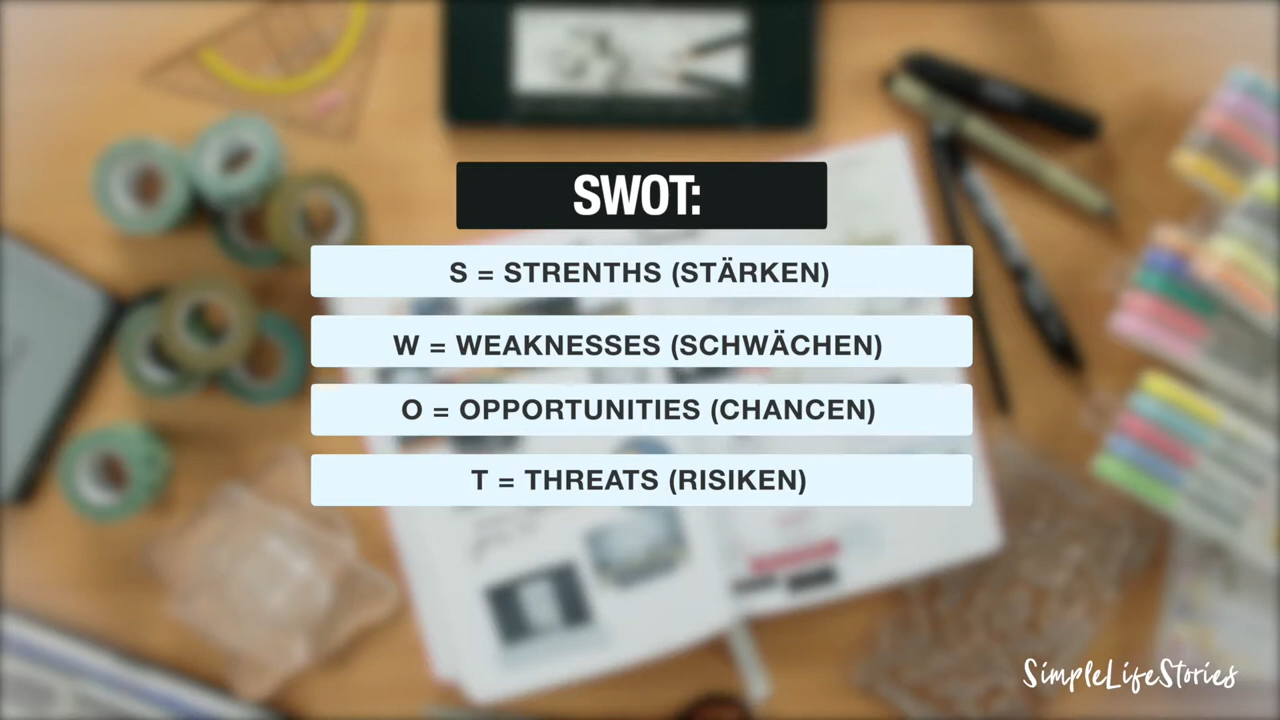 SWOT:
S = STRENTHS (STÄRKEN)
W = WEAKNESSES (SCHWÄCHEN)
O = OPPORTUNITIES (CHANCEN)
T = THREATS (RISIKEN)
SimpleLifeStories